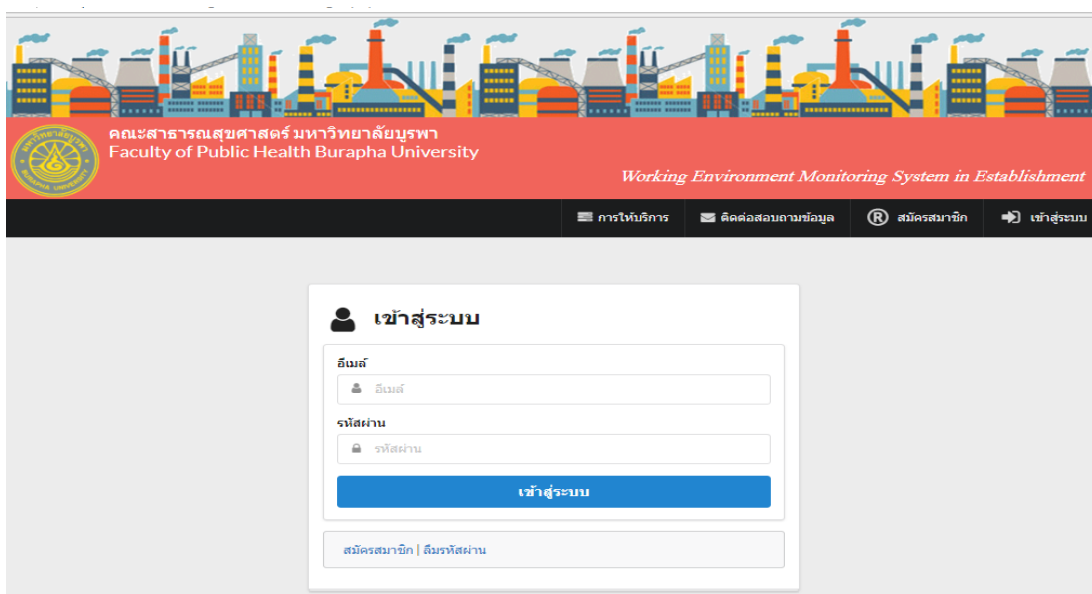 คณะสาธารณสุขศาสตร์ มหาวิทยาลัยบูรพา
Faculty of Public Health Burapha University
Working Environment Monitoring System in Establishment
การให้บริการ ติดต่อสอบถามข้อมูล ® สมัครสมาชิก เข้าสู่ระบบ
เข้าสู่ระบบ
อีเมล์
อีเมล์
รหัสผ่าน
รหัสผ่าน
เข้าสู่ระบบ
สมัครสมาชิก | ลืมรหัสผ่าน